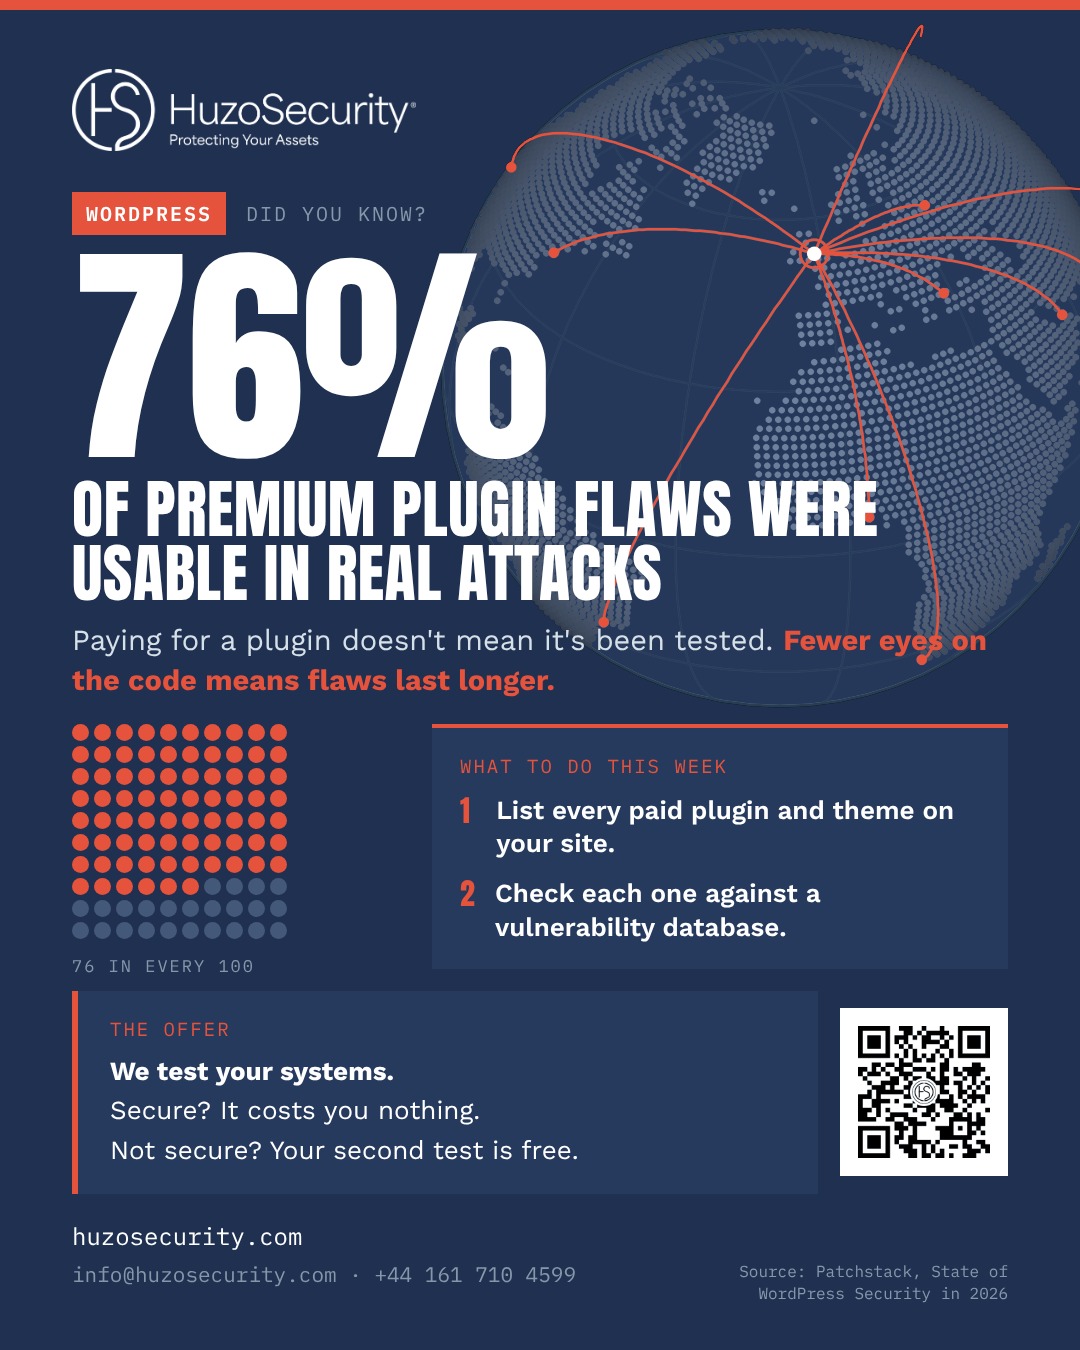 HS HuzoSecurity®
Protecting Your Assets
WORDPRESS DID YOU KNOW?
76%
OF PREMIUM PLUGIN FLAWS WERE
USABLE IN REAL ATTACKS
Paying for a plugin doesn't mean it's been tested. Fewer eyes on
the code means flaws last longer.
76 IN EVERY 100
WHAT TO DO THIS WEEK
1 List every paid plugin and theme on
your site.
2 Check each one against a
vulnerability database.
THE OFFER
We test your systems.
Secure? It costs you nothing.
Not secure? Your second test is free.
HS
huzosecurity.com
info@huzosecurity.com · +44 161 710 4599
Source: Patchstack, State of
WordPress Security in 2026